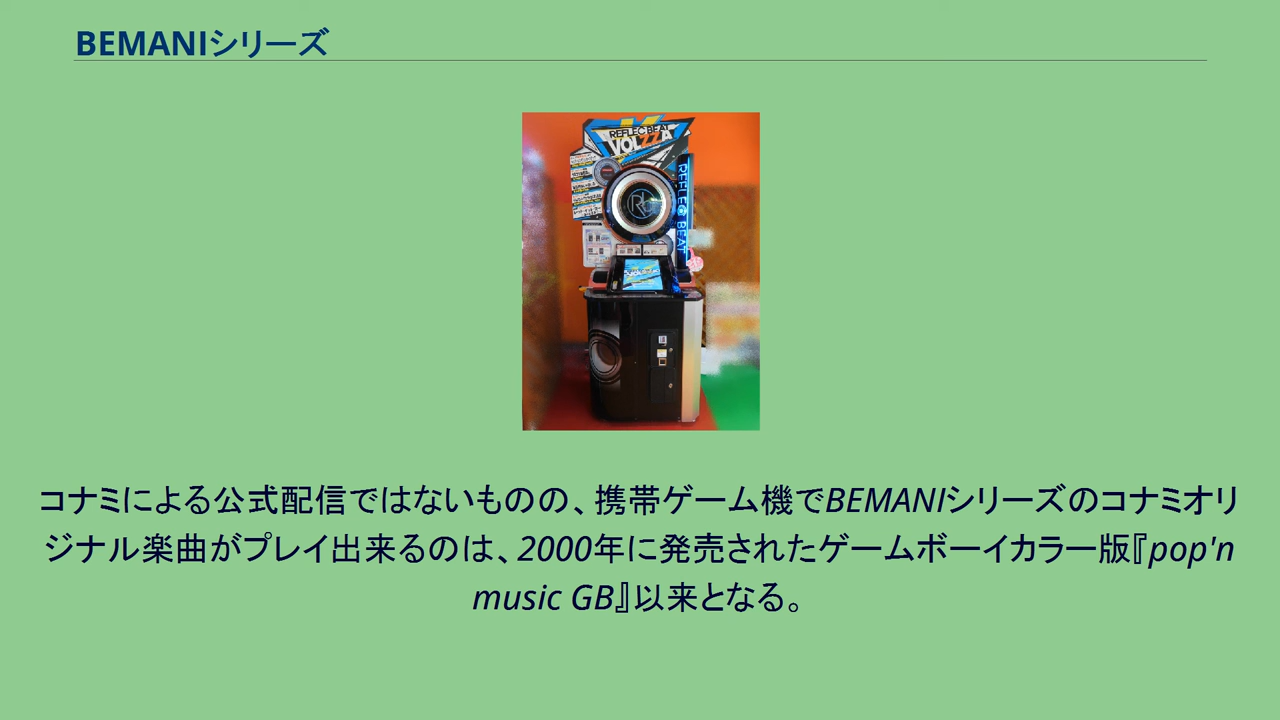 BEMANIシリーズ
REFLEC BEAT
VOLZZA
REFLEC BEAT
コナミによる公式配信ではないものの、携帯ゲーム機でBEMANIシリーズのコナミオリ
ジナル楽曲がプレイ出来るのは、2000年に発売されたゲームボーイカラー版『pop'n
music GB』以来となる。